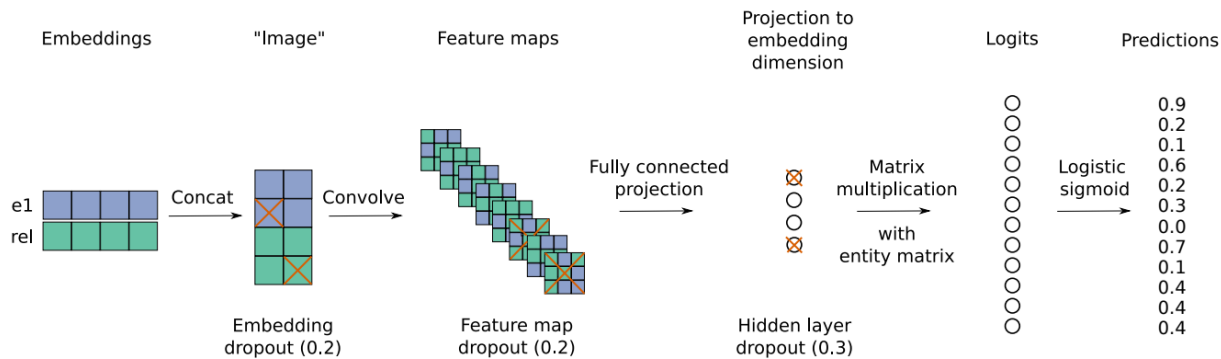 Embeddings
"Image"
Feature maps
Projection to
embedding
dimension
Logits
Predictions
e1
rel
Concat
Convolve
Fully connected
projection
Matrix
multiplication
with
entity matrix
Logistic
sigmoid
0.9
0.2
0.1
0.6
0.2
0.3
0.0
0.7
0.1
0.4
0.4
0.4
Embedding
dropout (0.2)
Feature map
dropout (0.2)
Hidden layer
dropout (0.3)